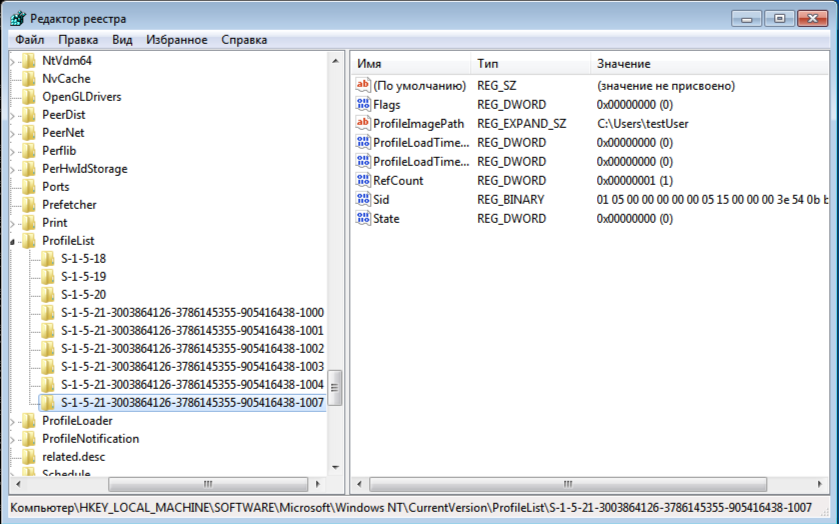 Редактор реестра
Файл Правка Вид Избранное Справка
NtVdm64
NvCache
OpenGLDrivers
PeerDist
PeerNet
Perflib
PerHwIdStorage
Ports
Prefetcher
Print
ProfileList
S-1-5-18
S-1-5-19
S-1-5-20
S-1-5-21-3003864126-3786145355-905416438-1000
S-1-5-21-3003864126-3786145355-905416438-1001
S-1-5-21-3003864126-3786145355-905416438-1002
S-1-5-21-3003864126-3786145355-905416438-1003
S-1-5-21-3003864126-3786145355-905416438-1004
S-1-5-21-3003864126-3786145355-905416438-1007
ProfileLoader
ProfileNotification
related.desc
Schedule
Имя Тип Значение
(По умолчанию) REG_SZ (значение не присвоено)
Flags REG_DWORD 0x00000000 (0)
ProfileImagePath REG_EXPAND_SZ C:\Users\testUser
ProfileLoadTime... REG_DWORD 0x00000000 (0)
ProfileLoadTime... REG_DWORD 0x00000000 (0)
RefCount REG_DWORD 0x00000001 (1)
Sid REG_BINARY 01 05 00 00 00 00 00 05 15 00 00 00 3e 54 0b b
State REG_DWORD 0x00000000 (0)
Компьютер\HKEY_LOCAL_MACHINE\SOFTWARE\Microsoft\Windows NT\CurrentVersion\ProfileList\S-1-5-21-3003864126-3786145355-905416438-1007